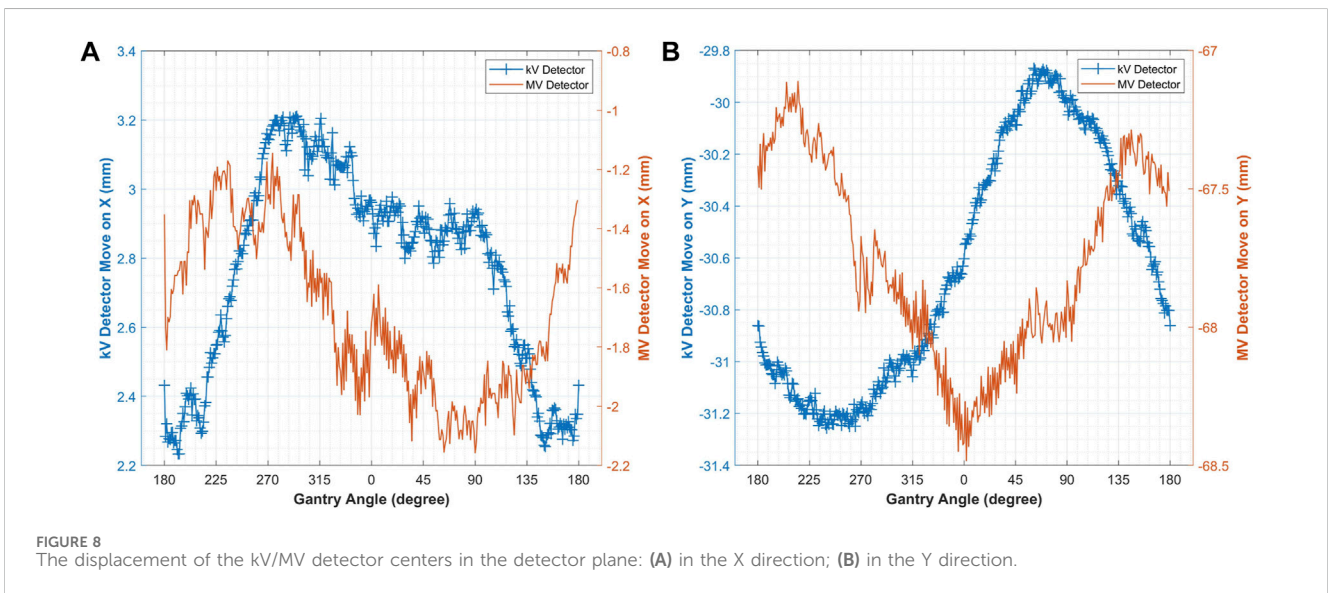 A
B
3.4
3.2
3
2.8
2.6
2.4
2.2
kV Detector Move on X (mm)
-0.8
-1
-1.2
-1.4
-1.6
-1.8
-2
-2.2
MV Detector Move on X (mm)
kV Detector
MV Detector
180 225 270 315 0 45 90 135 180
Gantry Angle (degree)
-29.8
-30
-30.2
-30.4
-30.6
-30.8
-31
-31.2
-31.4
kV Detector Move on Y (mm)
-67
-67.5
-68
-68.5
MV Detector Move on Y (mm)
kV Detector
MV Detector
180 225 270 315 0 45 90 135 180
Gantry Angle (degree)
FIGURE 8
The displacement of the kV/MV detector centers in the detector plane: (A) in the X direction; (B) in the Y direction.